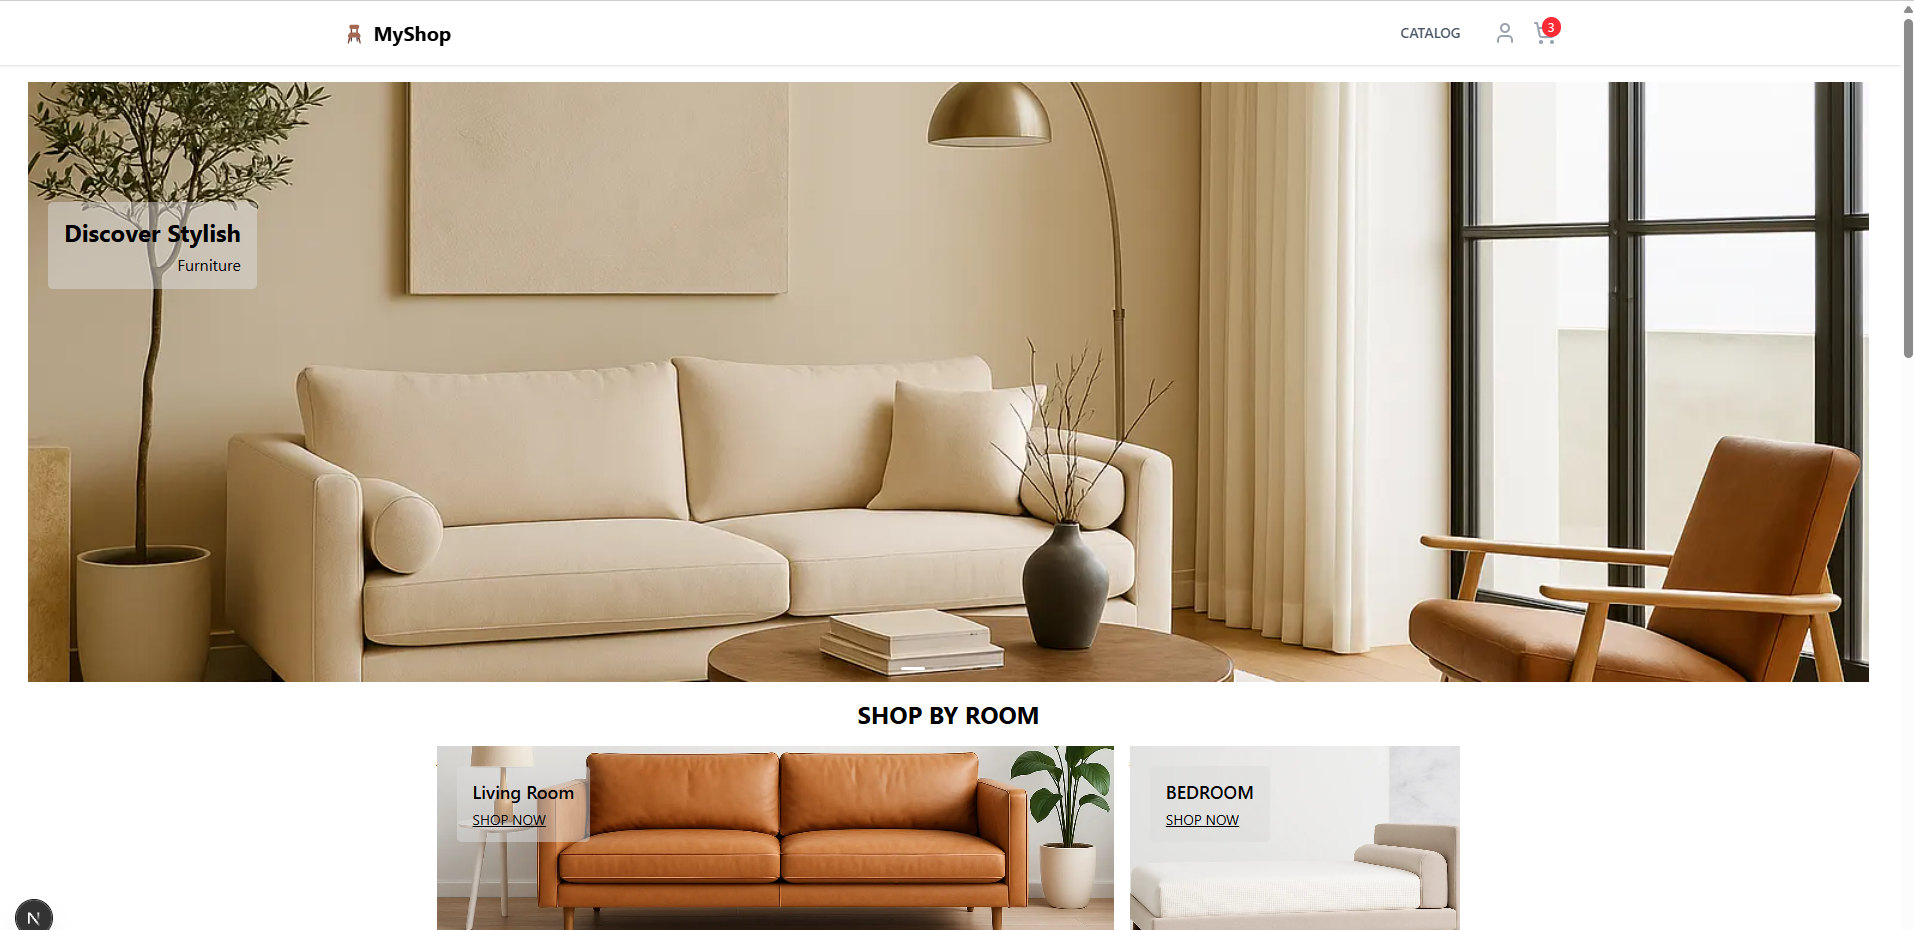 MyShop
CATALOG
3
Discover Stylish
Furniture
SHOP BY ROOM
Living Room
SHOP NOW
BEDROOM
SHOP NOW
N